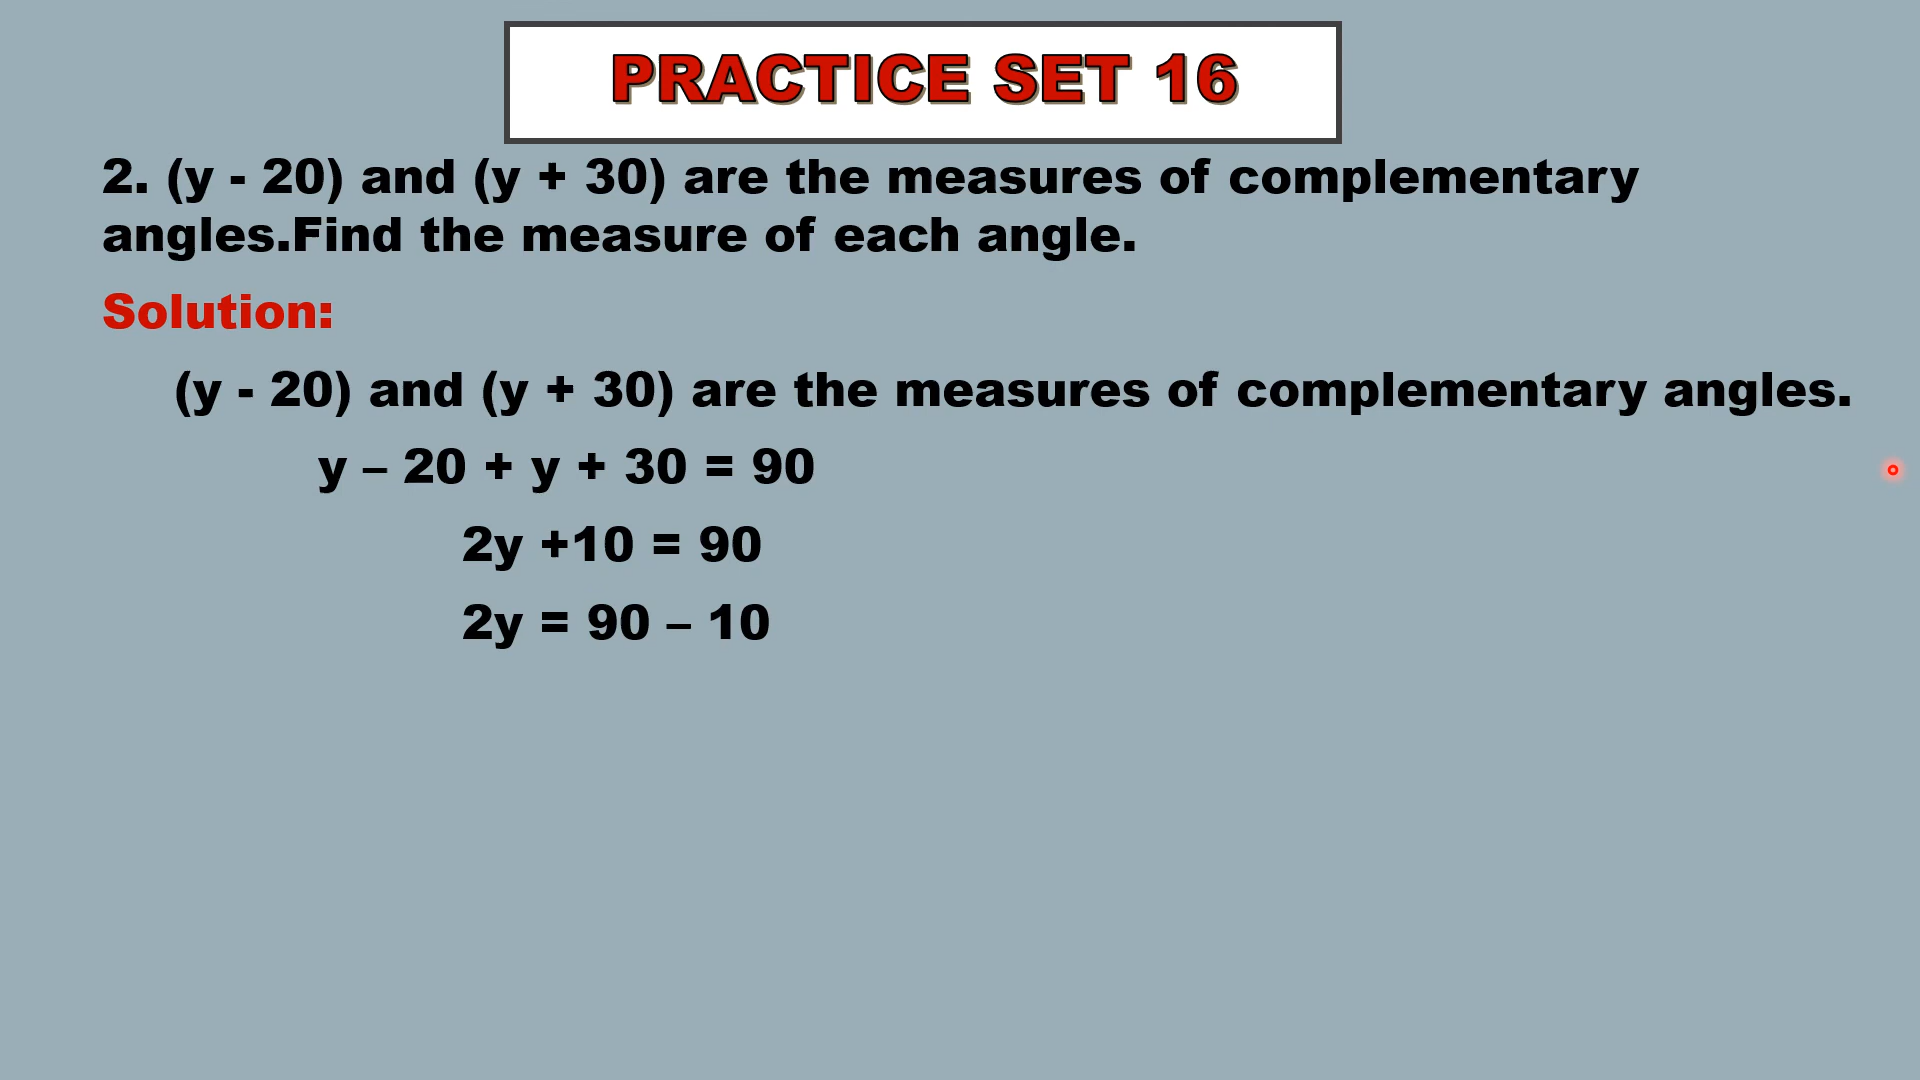 PRACTICE SET 16
2. (y - 20) and (y + 30) are the measures of complementary
angles.Find the measure of each angle.
Solution:
(y - 20) and (y + 30) are the measures of complementary angles.
y – 20 + y + 30 = 90
2y +10 = 90
2y = 90 – 10